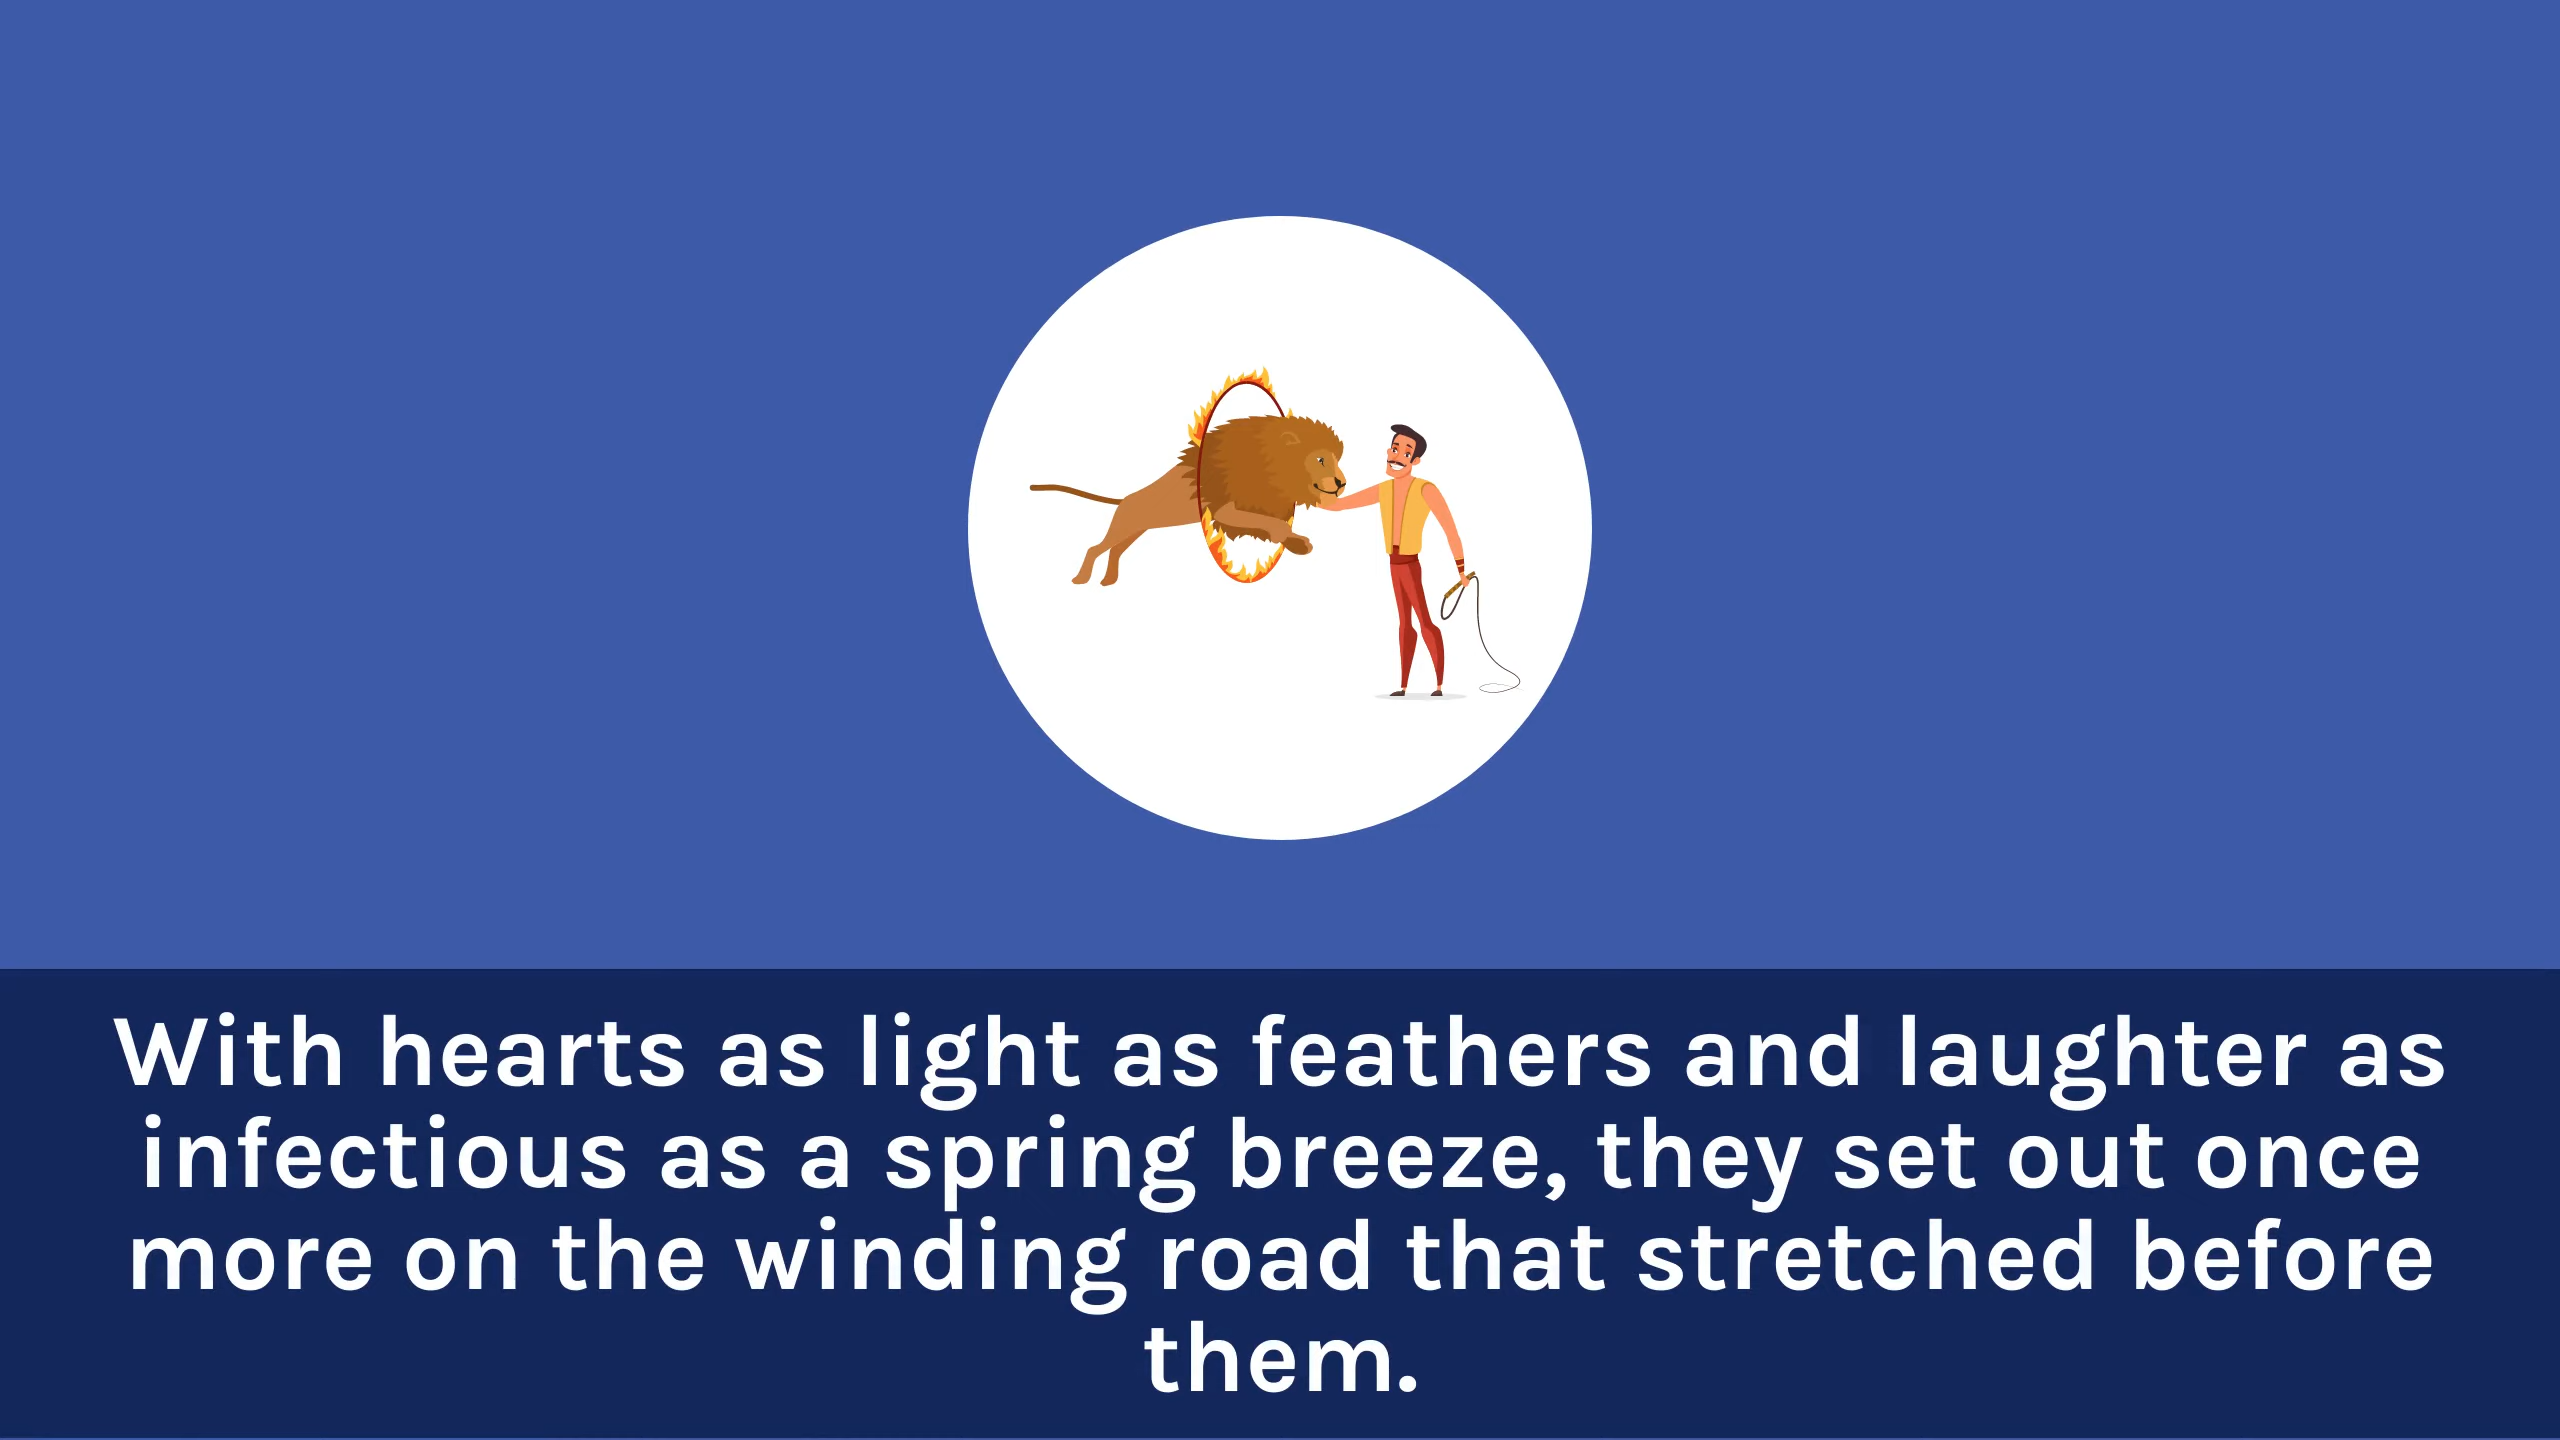 With hearts as light as feathers and laughter as
infectious as a spring breeze, they set out once
more on the winding road that stretched before
them.